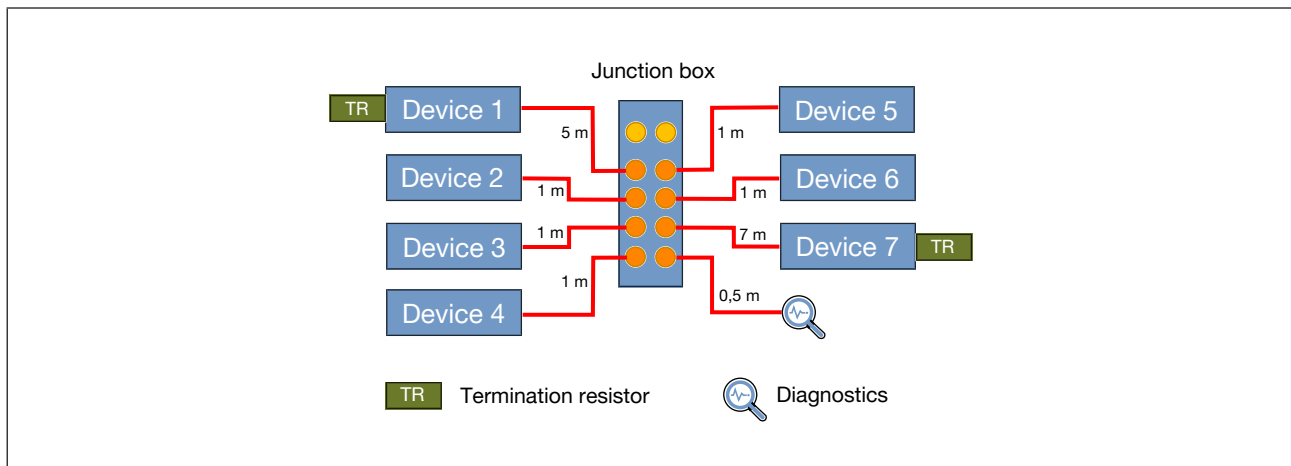 Junction box
TR
Device 1
Device 5
5 m
1 m
Device 2
Device 6
1 m
1 m
Device 3
1 m
7 m
Device 7
TR
1 m
0,5 m
Device 4
TR
Termination resistor
Diagnostics